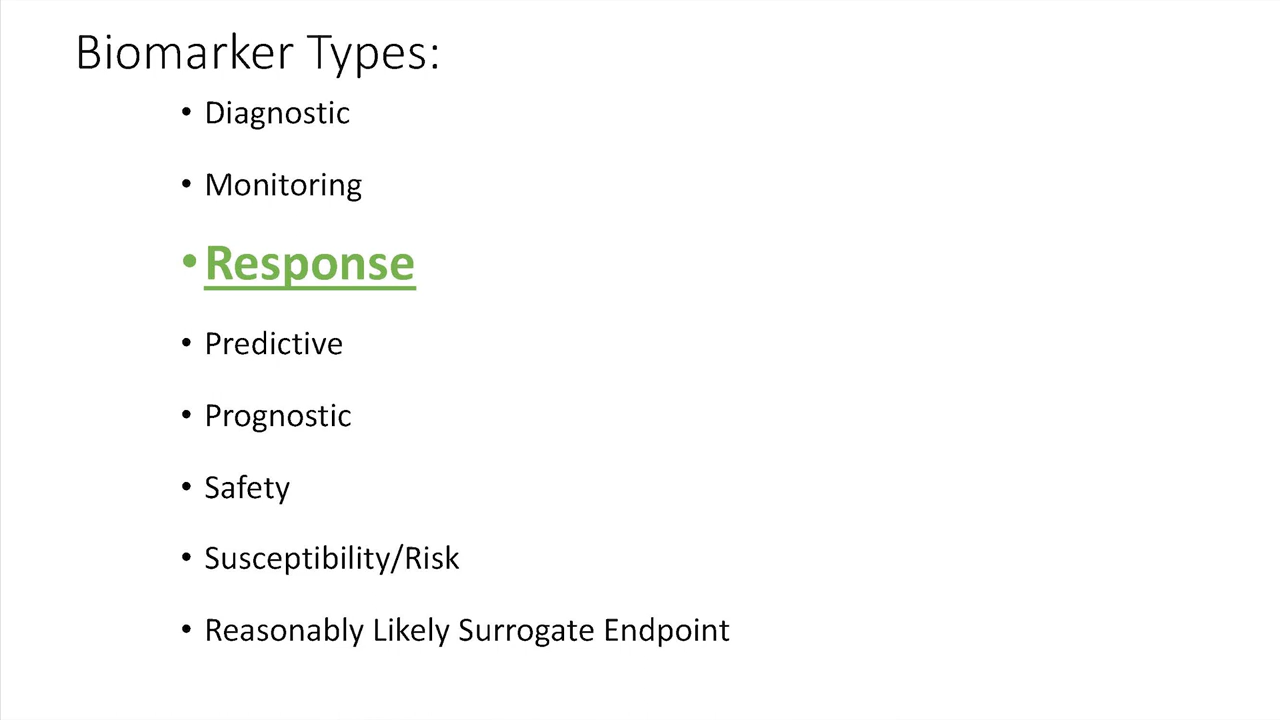 Biomarker Types:
• Diagnostic
• Monitoring
• Response
• Predictive
• Prognostic
• Safety
• Susceptibility/Risk
• Reasonably Likely Surrogate Endpoint